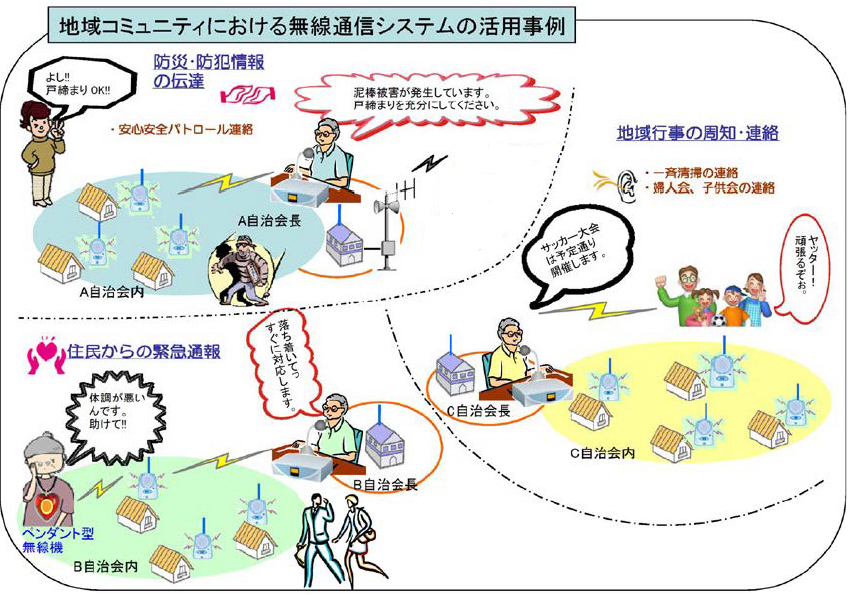 地域コミュニティにおける無線通信システムの活用事例
防災・防犯情報
の伝達
よし!!
戸締まりOK!!
泥棒被害が発生しています。
戸締まりを充分にしてください。
・安心安全パトロール連絡
A自治会長
A自治会内
地域行事の周知・連絡
・一斉清掃の連絡
・婦人会、子供会の連絡
サッカー大会
は予定通り
開催します。
ヤッター！
頑張るぞぉ。
C自治会長
C自治会内
住民からの緊急通報
落ち着いてっ
すぐに対応します。
体調が悪い
んです。
助けて!!
B自治会長
ペンダント型
無線機
B自治会内